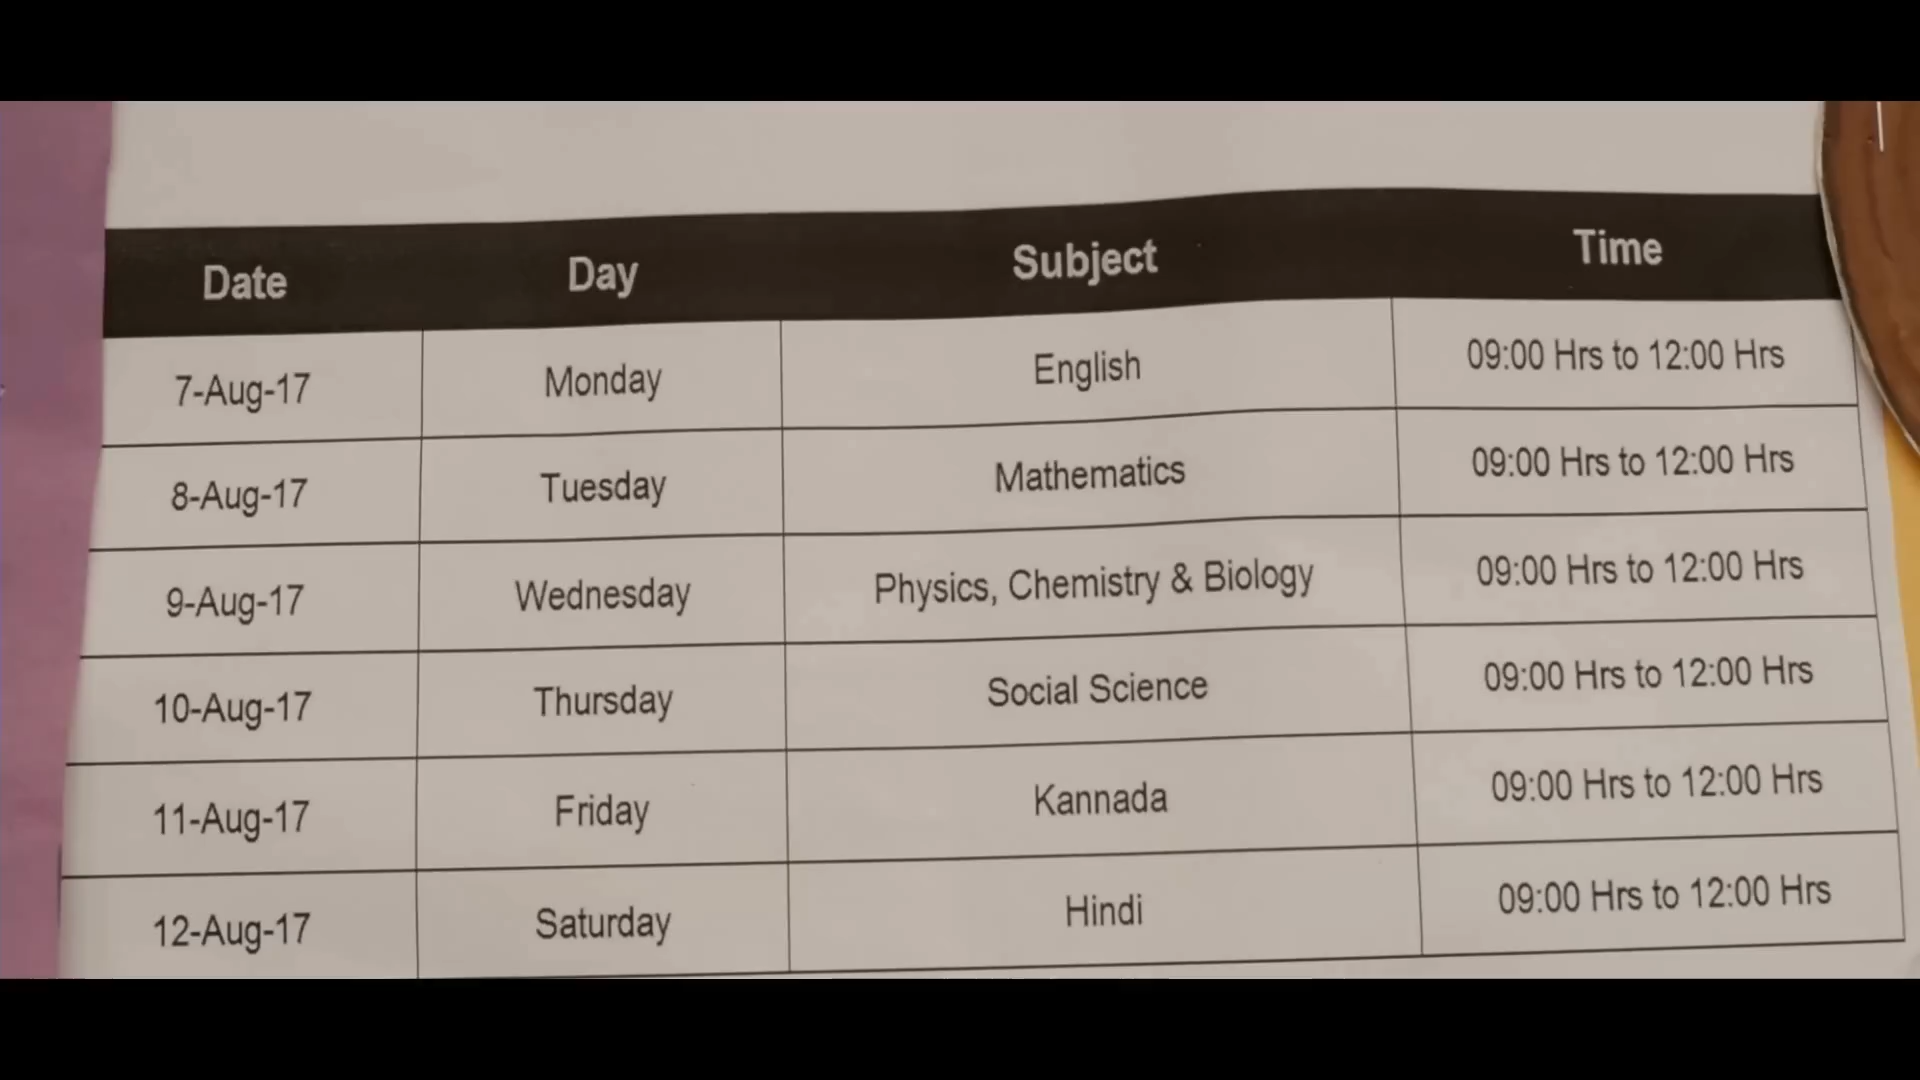 Date Day Subject Time
7-Aug-17 Monday English 09:00 Hrs to 12:00 Hrs
8-Aug-17 Tuesday Mathematics 09:00 Hrs to 12:00 Hrs
9-Aug-17 Wednesday Physics, Chemistry & Biology 09:00 Hrs to 12:00 Hrs
10-Aug-17 Thursday Social Science 09:00 Hrs to 12:00 Hrs
11-Aug-17 Friday Kannada 09:00 Hrs to 12:00 Hrs
12-Aug-17 Saturday Hindi 09:00 Hrs to 12:00 Hrs